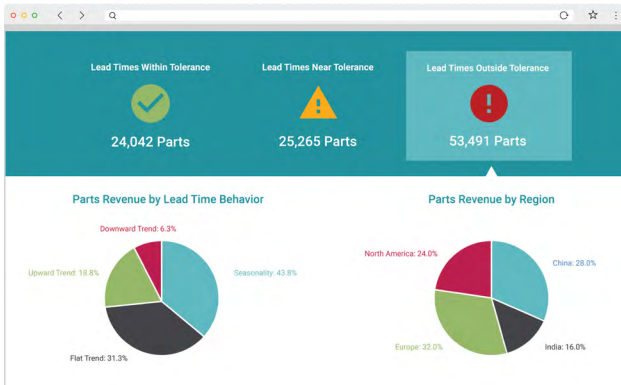 Lead Times Within Tolerance
24,042 Parts
Lead Times Near Tolerance
25,265 Parts
Lead Times Outside Tolerance
53,491 Parts
Parts Revenue by Lead Time Behavior
Downward Trend: 6.3%
Upward Trend: 18.8%
Seasonality: 43.8%
Flat Trend: 31.3%
Parts Revenue by Region
North America: 24.0%
China: 28.0%
Europe: 32.0%
India: 16.0%